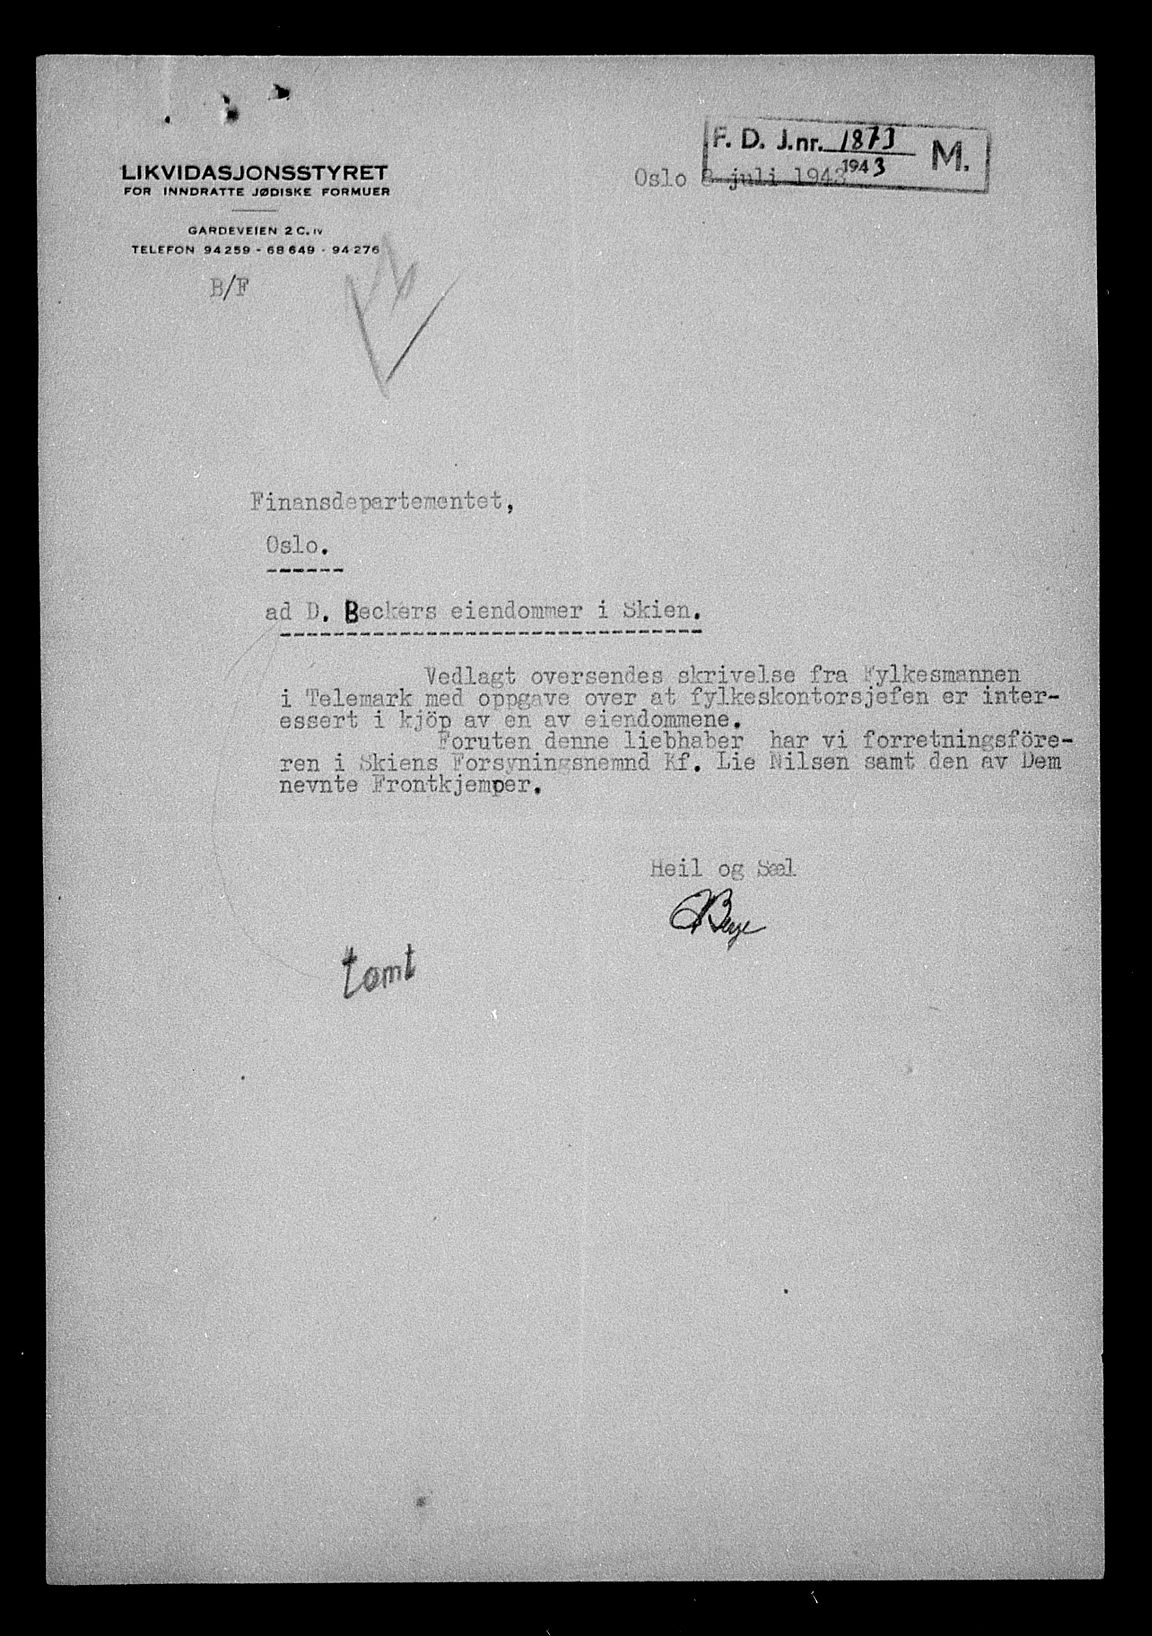 LIKVIDASJONSSTYRET
FOR INNDRATTE JØDISKE FORMUER
GARDEVEIEN 2 C. IV
TELEFON 94259 - 68649 - 94276
B/F
F. D. J.nr. 1873
1943 M.
Oslo 8 juli 1943
Finansdepartementet,
Oslo.
ad D. Beckers eiendommer i Skien.
Vedlagt oversendes skrivelse fra Fylkesmannen
i Telemark med oppgave over at fylkeskontorsjefen er inter-
essert i kjöp av en av eiendommene.
Foruten denne liebhaber har vi forretningsföre-
ren i Skiens Forsyningsnemnd Kf. Lie Nilsen samt den av Dem
nevnte Frontkjemper.
Heil og Sæl
Berge
tomt